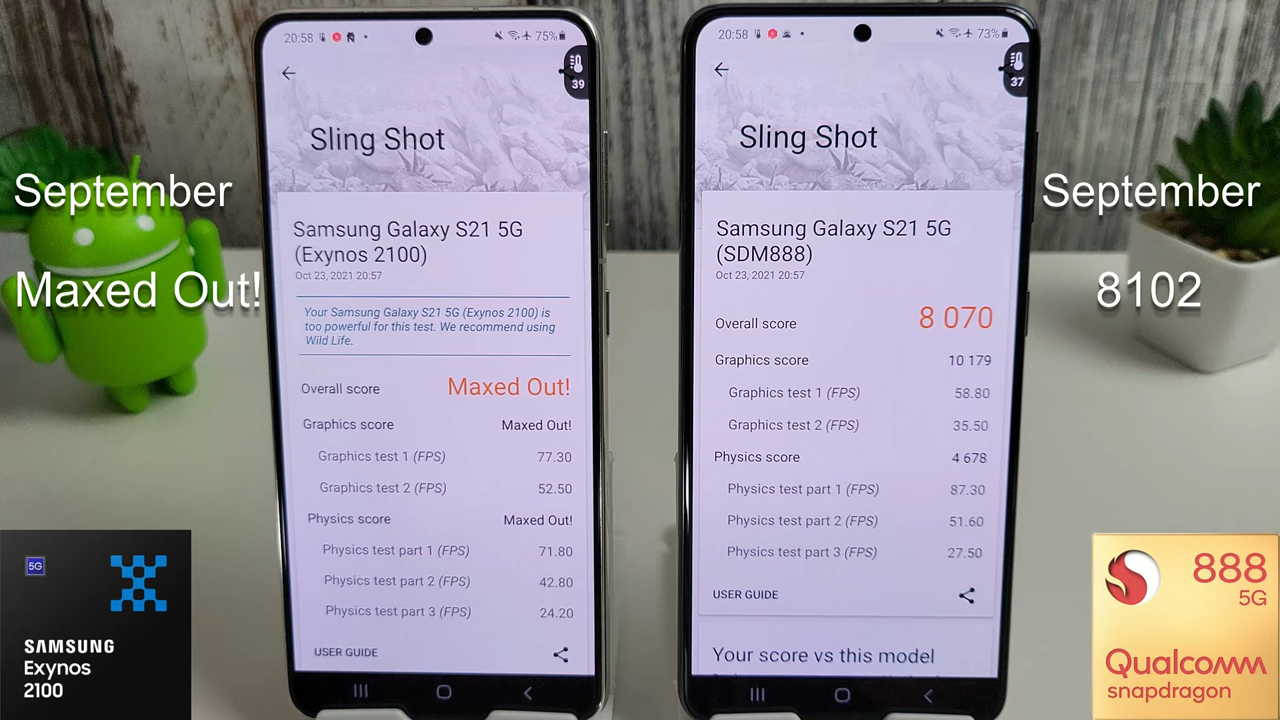 September
Maxed Out!
5G
SAMSUNG
Exynos
2100
20:58
75%
39
Sling Shot
Samsung Galaxy S21 5G
(Exynos 2100)
Oct 23, 2021 20:57
Your Samsung Galaxy S21 5G (Exynos 2100) is
too powerful for this test. We recommend using
Wild Life.
Overall score Maxed Out!
Graphics score Maxed Out!
Graphics test 1 (FPS) 77.30
Graphics test 2 (FPS) 52.50
Physics score Maxed Out!
Physics test part 1 (FPS) 71.80
Physics test part 2 (FPS) 42.80
Physics test part 3 (FPS) 24.20
USER GUIDE
20:58
73%
37
Sling Shot
Samsung Galaxy S21 5G
(SDM888)
Oct 23, 2021 20:57
Overall score 8 070
Graphics score 10 179
Graphics test 1 (FPS) 58.80
Graphics test 2 (FPS) 35.50
Physics score 4 678
Physics test part 1 (FPS) 87.30
Physics test part 2 (FPS) 51.60
Physics test part 3 (FPS) 27.50
USER GUIDE
Your score vs this model
September
8102
888
5G
Qualcomm
snapdragon